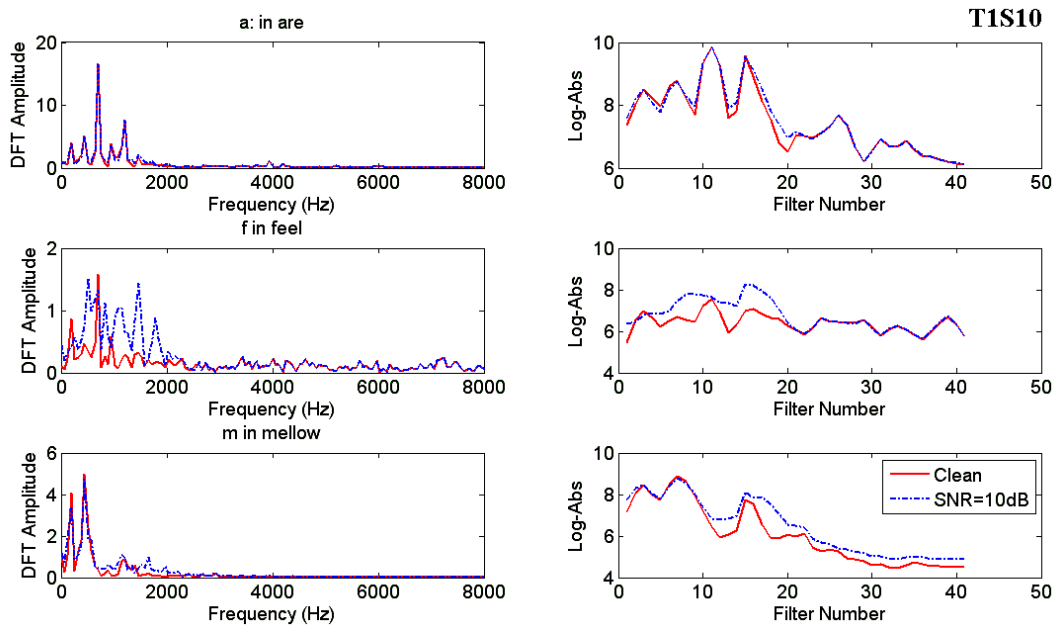 T1S10
a: in are
DFT Amplitude
20
10
0
0 2000 4000 6000 8000
Frequency (Hz)
Log-Abs
10
8
6
0 10 20 30 40 50
Filter Number
f in feel
DFT Amplitude
2
1
0
0 2000 4000 6000 8000
Frequency (Hz)
Log-Abs
10
8
6
4
0 10 20 30 40 50
Filter Number
m in mellow
DFT Amplitude
6
4
2
0
0 2000 4000 6000 8000
Frequency (Hz)
Log-Abs
10
8
6
4
0 10 20 30 40 50
Filter Number
Clean
SNR=10dB